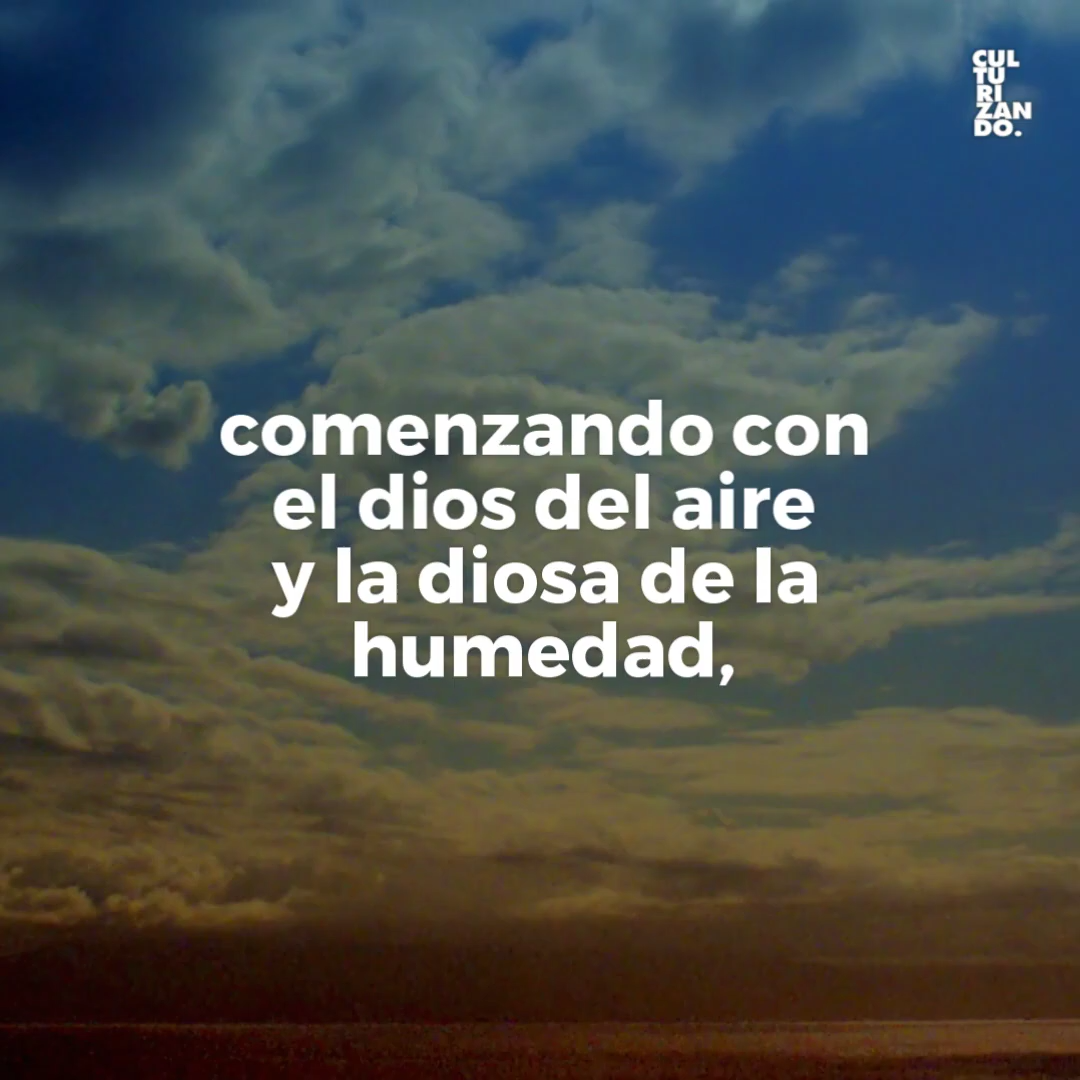 CUL
TU
RI
ZAN
DO.
comenzando con
el dios del aire
y la diosa de la
humedad,